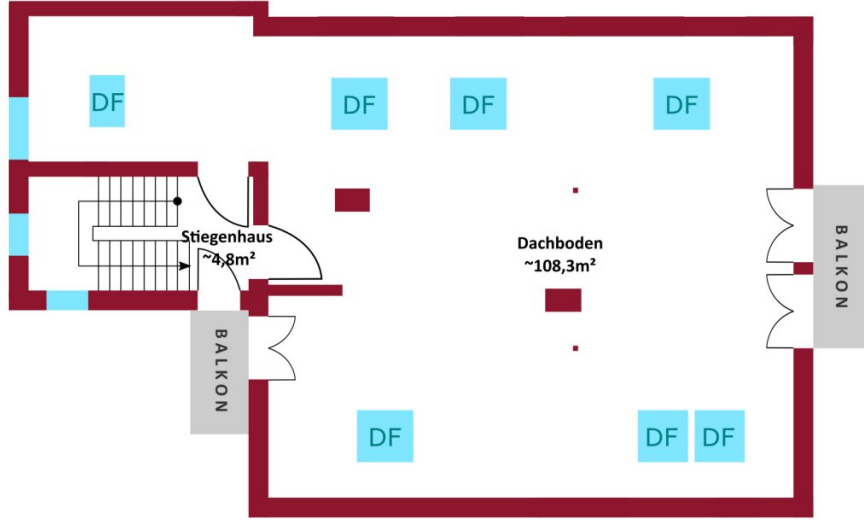 DF
DF
DF
DF
Stiegenhaus
~4,8m²
Dachboden
~108,3m²
BALKON
BALKON
DF
DF
DF